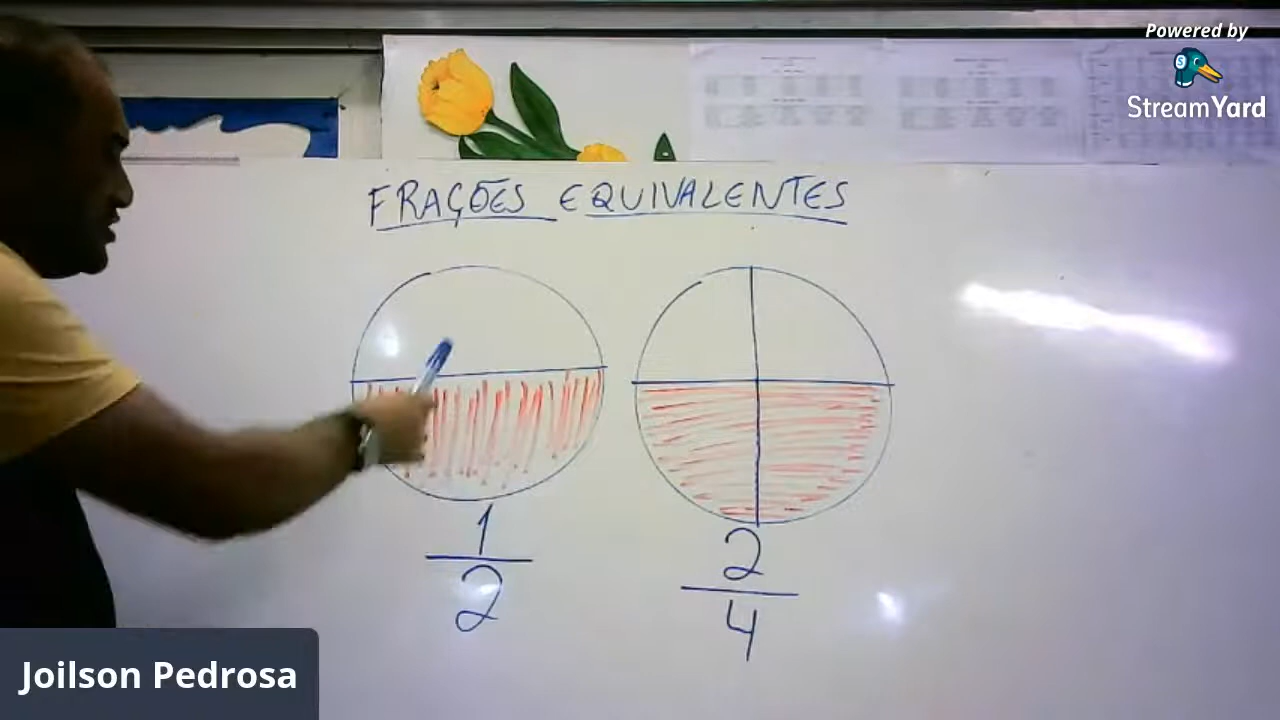 Powered by
StreamYard
FRAÇÕES EQUIVALENTES
1
2
2
4
Joilson Pedrosa